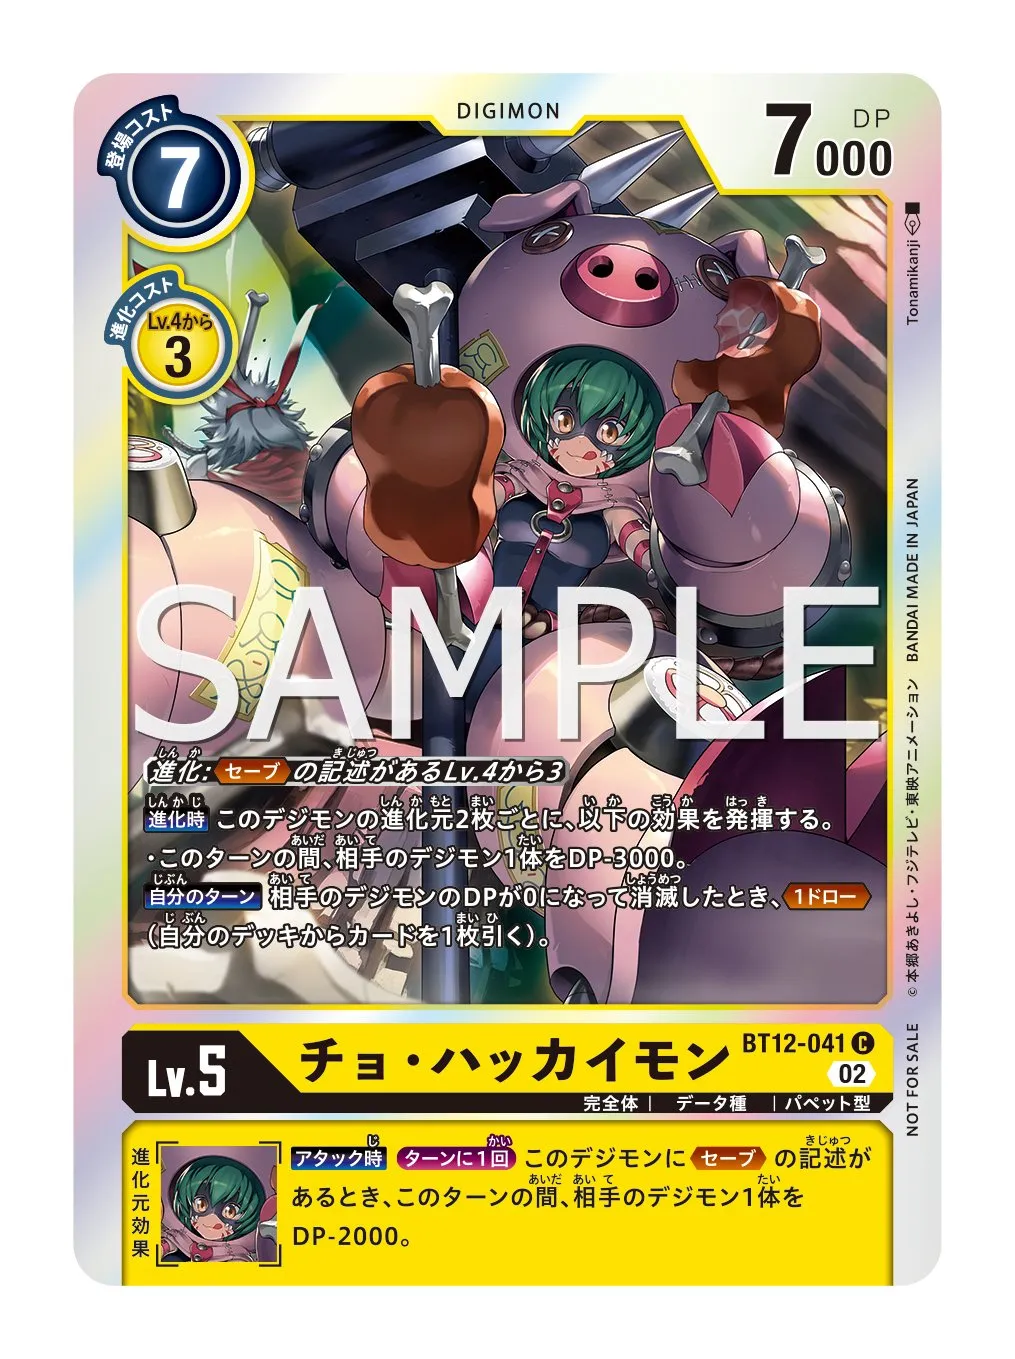 DIGIMON
登場コスト
7
7000
DP
進化コスト
Lv.4から
3
Tonamikanji
SAMPLE
進化:セーブの記述があるLv.4から3
進化時 このデジモンの進化元2枚ごとに、以下の効果を発揮する。
・このターンの間、相手のデジモン1体をDP-3000。
自分のターン 相手のデジモンのDPが0になって消滅したとき、1ドロー
(自分のデッキからカードを1枚引く)。
© 本郷あきよし・フジテレビ・東映アニメーション BANDAI MADE IN JAPAN
NOT FOR SALE
Lv.5
チョ・ハッカイモン
BT12-041 C
02
完全体 | データ種 | パペット型
進化元効果
アタック時 ターンに1回 このデジモンにセーブの記述が
あるとき、このターンの間、相手のデジモン1体を
DP-2000。